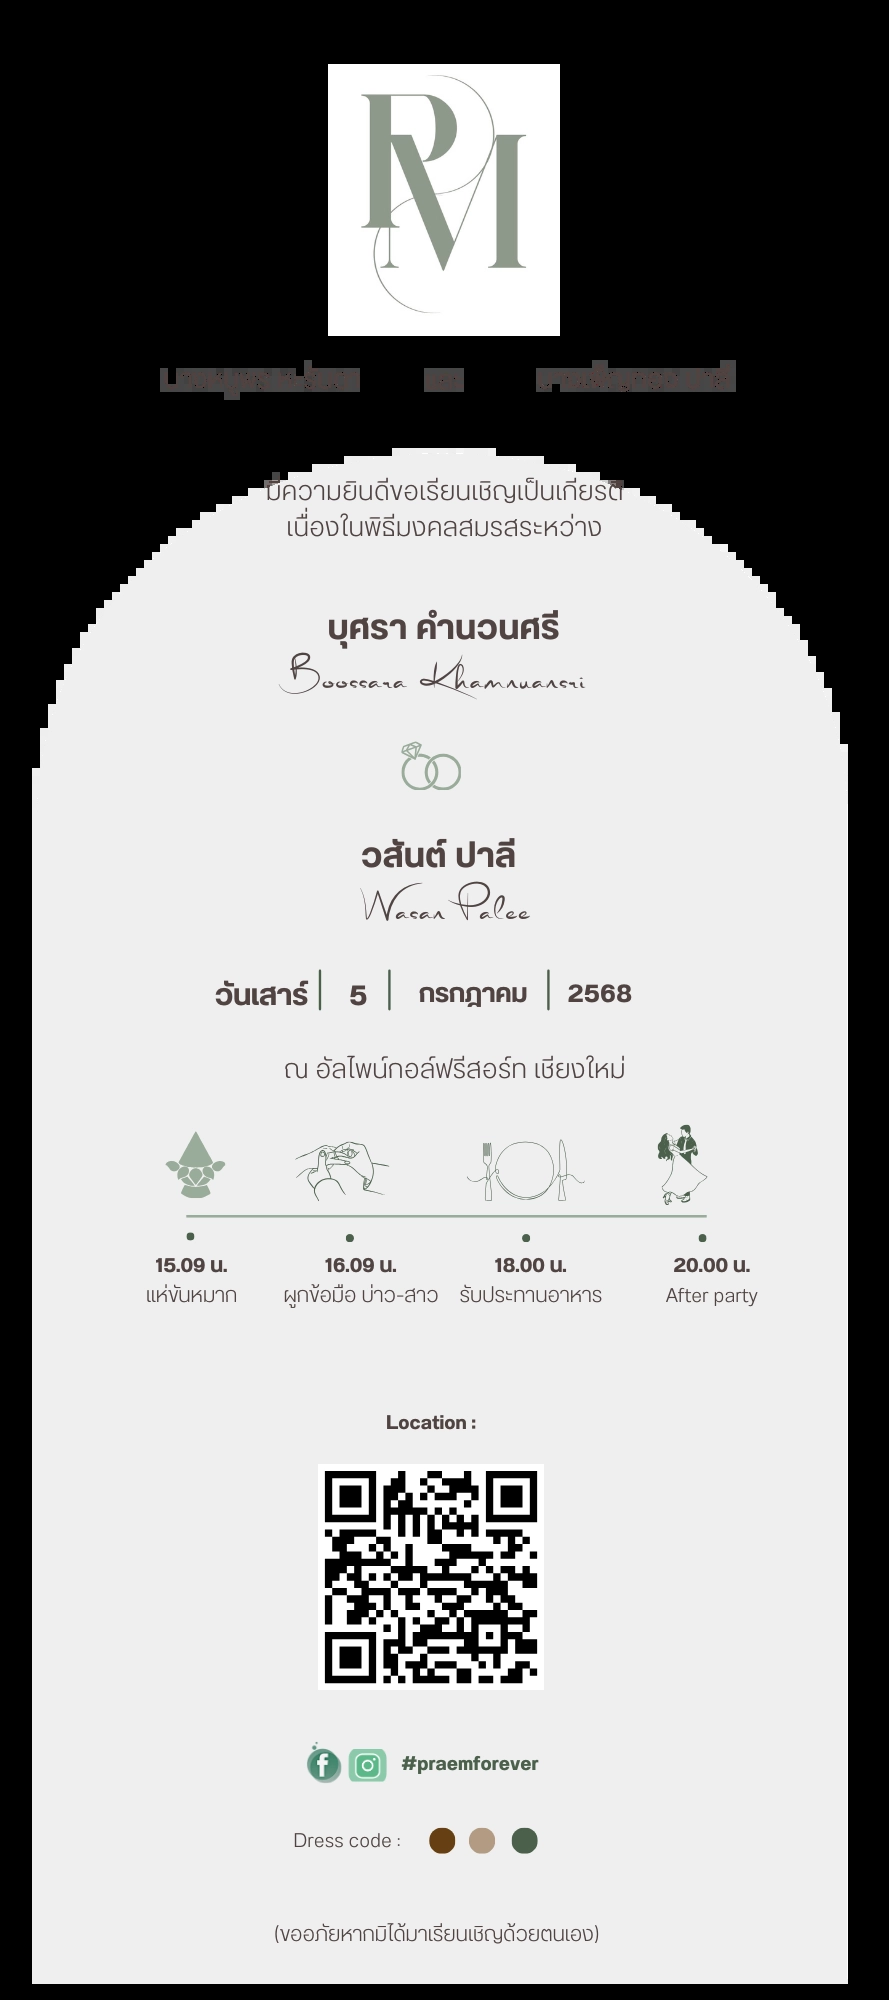 PM
มีความยินดีขอเรียนเชิญเป็นเกียรติ
เนื่องในพิธีมงคลสมรสระหว่าง
บุศรา คำนวนศรี
Boossara Khamnuansri
วสันต์ ปาลี
Wasan Palee
วันเสาร์ 5 กรกฎาคม 2568
ณ อัลไพน์กอล์ฟรีสอร์ท เชียงใหม่
15.09 น. 16.09 น. 18.00 น. 20.00 น.
แห่ขันหมาก ผูกข้อมือ บ่าว-สาว รับประทานอาหาร After party
Location :
#praemforever
Dress code :
(ขออภัยหากมิได้มาเรียนเชิญด้วยตนเอง)